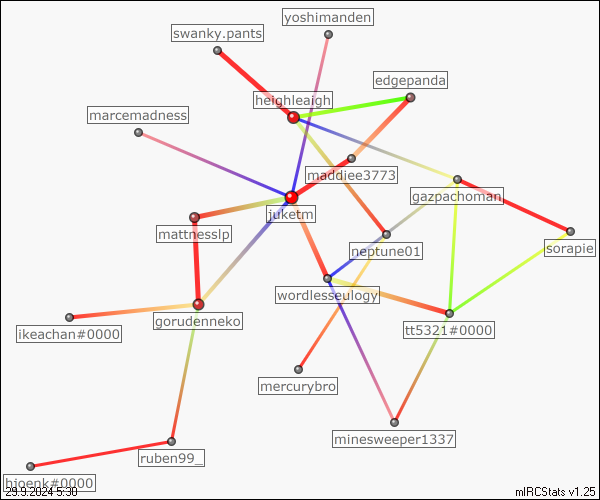 yoshimanden
swanky.pants
edgepanda
heighleaigh
marcemadness
maddiee3773
gazpachoman
juketm
mattnesslp
neptune01
sorapie
wordlesseulogy
gorudenneko
ikeachan#0000
tt5321#0000
mercurybro
minesweeper1337
ruben99_
hjoenk#0000
29.9.2024 5:30
mIRCStats v1.25